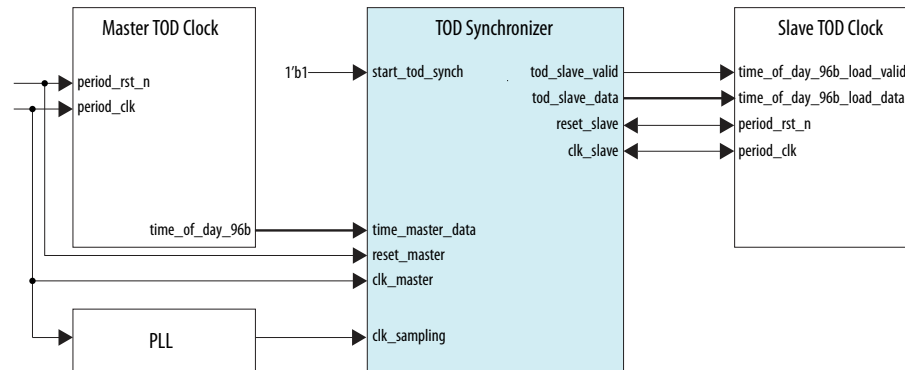 Master TOD Clock
period_rst_n
period_clk
time_of_day_96b
PLL
TOD Synchronizer
1'b1
start_tod_synch
tod_slave_valid
tod_slave_data
reset_slave
clk_slave
time_master_data
reset_master
clk_master
clk_sampling
Slave TOD Clock
time_of_day_96b_load_valid
time_of_day_96b_load_data
period_rst_n
period_clk